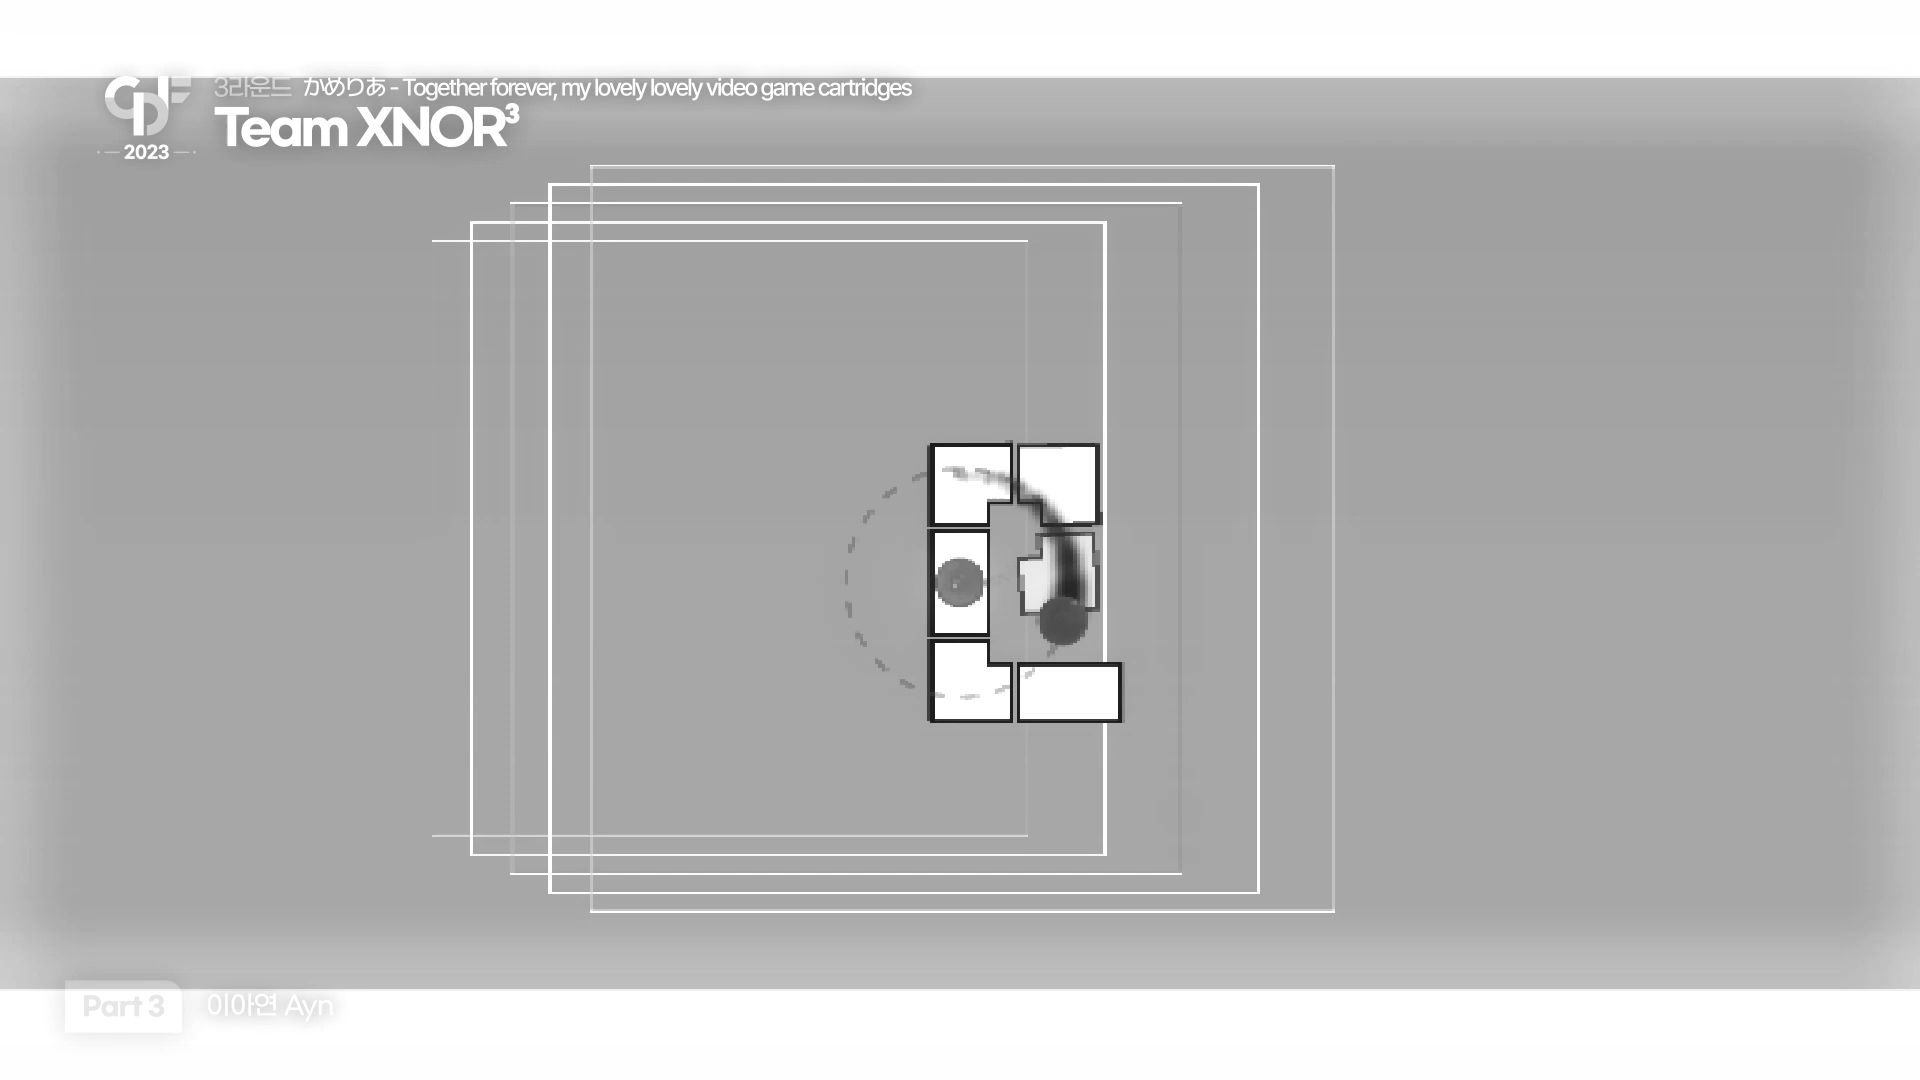 3라운드 かめりあ - Together forever, my lovely lovely video game cartridges
Team XNOR³
CDF
2023
Part 3 이아연 Ayn